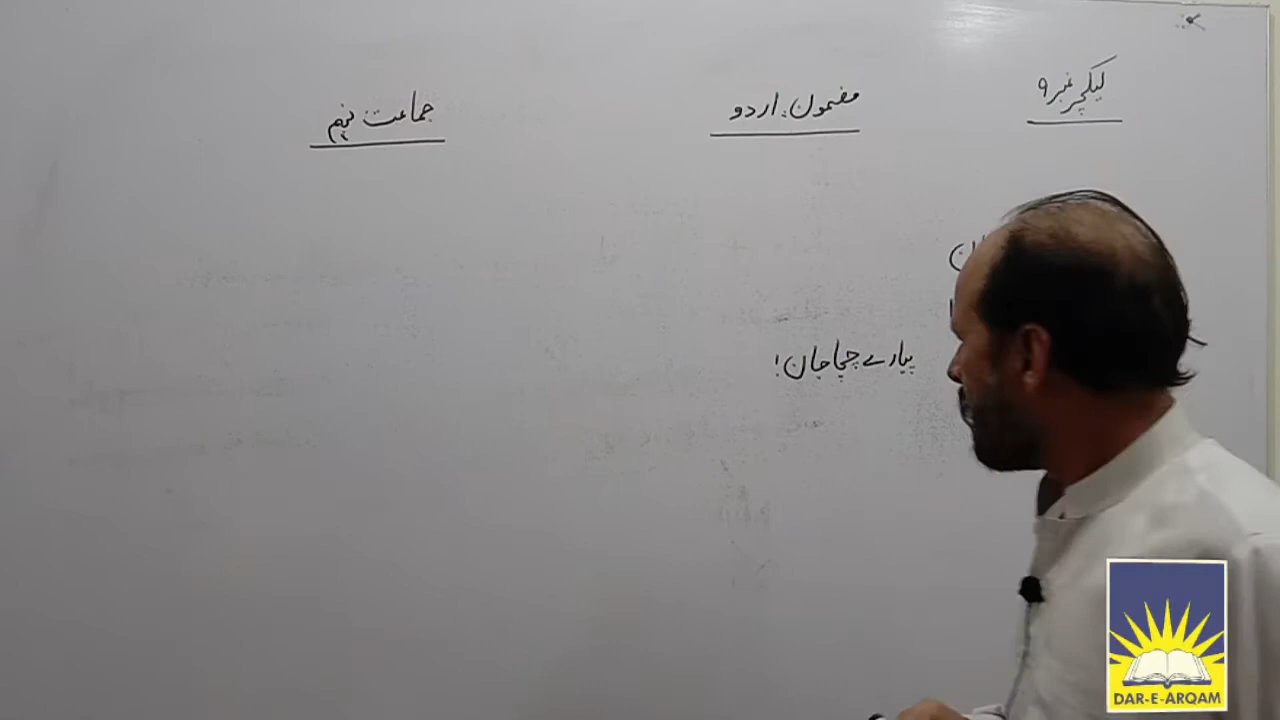 لیکچر نمبر ۹
مضمون: اردو
جماعت نہم
پیارے چچا جان!
DAR-E-ARQAM